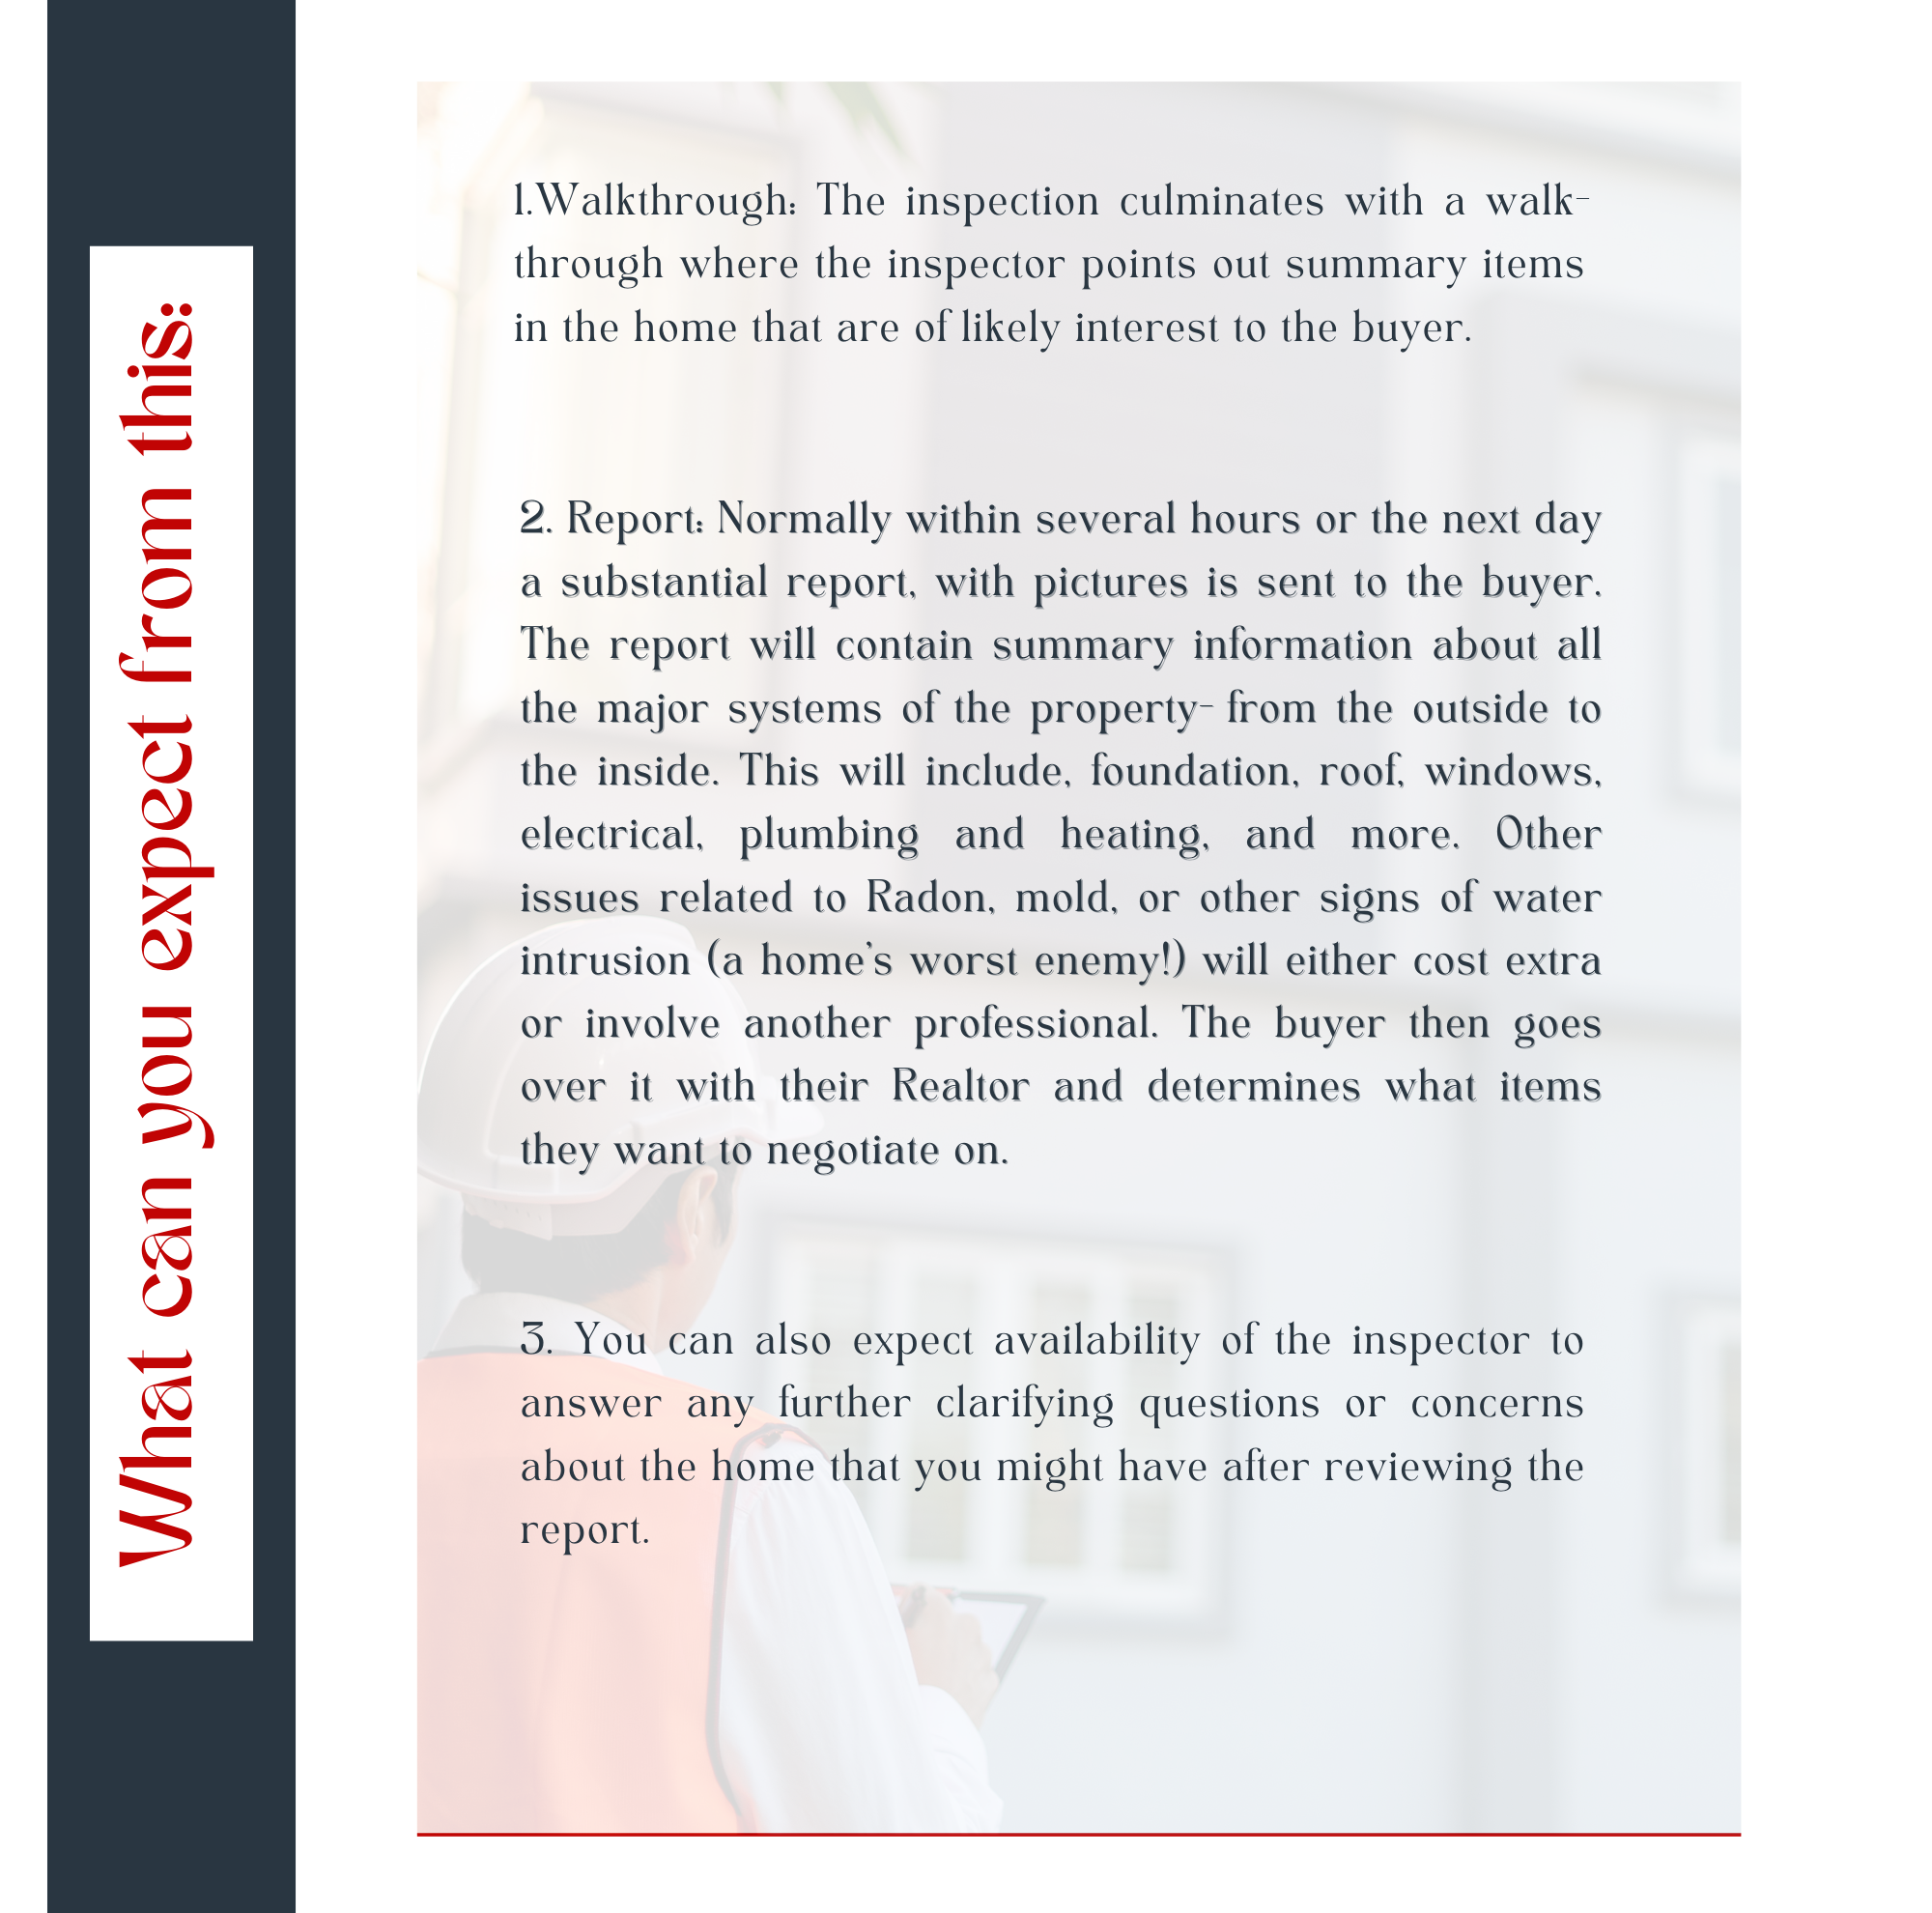 What can you expect from this:
1.Walkthrough: The inspection culminates with a walk-
through where the inspector points out summary items
in the home that are of likely interest to the buyer.
2. Report: Normally within several hours or the next day
a substantial report, with pictures is sent to the buyer.
The report will contain summary information about all
the major systems of the property- from the outside to
the inside. This will include, foundation, roof, windows,
electrical, plumbing and heating, and more. Other
issues related to Radon, mold, or other signs of water
intrusion (a home's worst enemy!) will either cost extra
or involve another professional. The buyer then goes
over it with their Realtor and determines what items
they want to negotiate on.
3. You can also expect availability of the inspector to
answer any further clarifying questions or concerns
about the home that you might have after reviewing the
report.